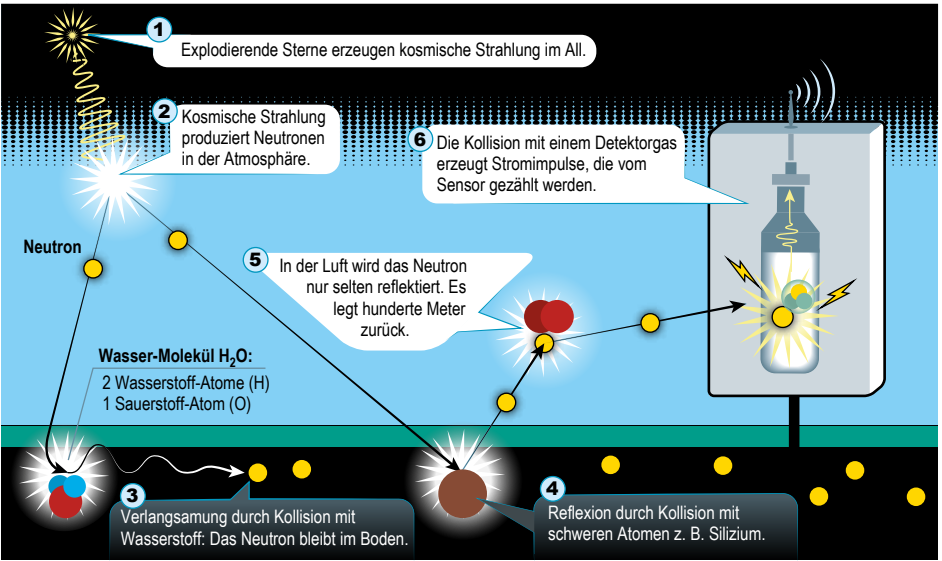 1
Explodierende Sterne erzeugen kosmische Strahlung im All.
2
Kosmische Strahlung
produziert Neutronen
in der Atmosphäre.
6
Die Kollision mit einem Detektorgas
erzeugt Stromimpulse, die vom
Sensor gezählt werden.
Neutron
5
In der Luft wird das Neutron
nur selten reflektiert. Es
legt hunderte Meter
zurück.
Wasser-Molekül H₂O:
2 Wasserstoff-Atome (H)
1 Sauerstoff-Atom (O)
3
Verlangsamung durch Kollision mit
Wasserstoff: Das Neutron bleibt im Boden.
4
Reflexion durch Kollision mit
schweren Atomen z. B. Silizium.